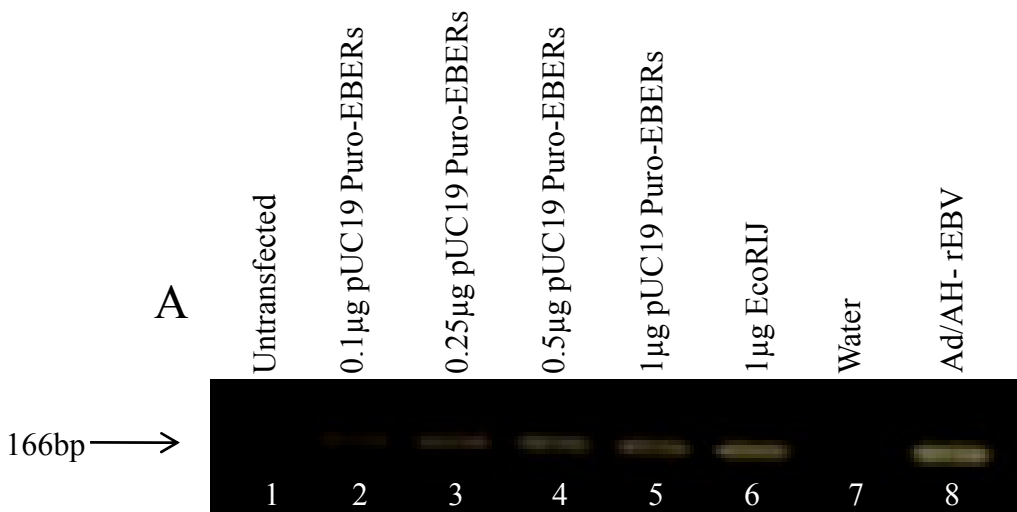 A
Untransfected
0.1µg pUC19 Puro-EBERs
0.25µg pUC19 Puro-EBERs
0.5µg pUC19 Puro-EBERs
1µg pUC19 Puro-EBERs
1µg EcoRIJ
Water
Ad/AH- rEBV
166bp
1 2 3 4 5 6 7 8